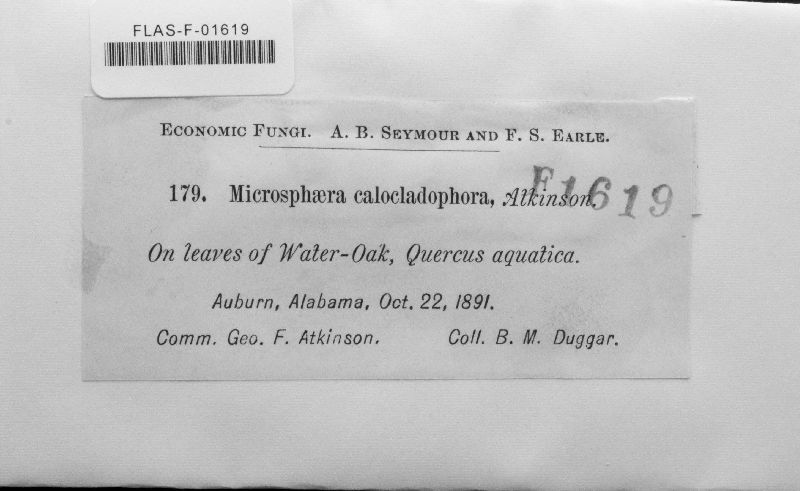 FLAS-F-01619
ECONOMIC FUNGI. A. B. SEYMOUR AND F. S. EARLE.
179. Microsphæra calocladophora, Atkinson.
F1619
On leaves of Water-Oak, Quercus aquatica.
Auburn, Alabama, Oct. 22, 1891.
Comm. Geo. F. Atkinson. Coll. B. M. Duggar.